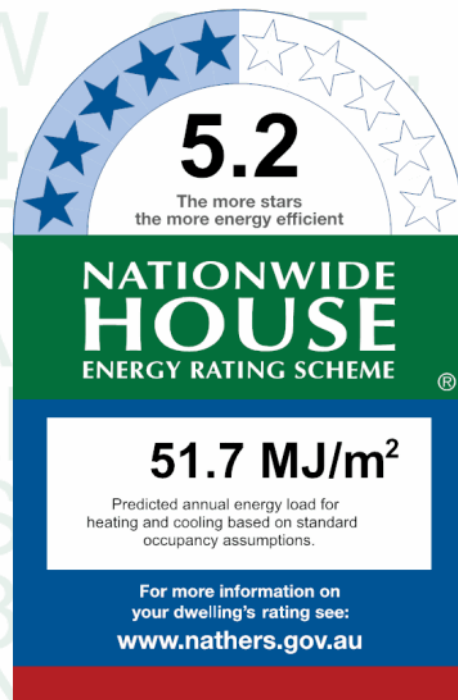 5.2
The more stars
the more energy efficient
NATIONWIDE
HOUSE
ENERGY RATING SCHEME
®
51.7 MJ/m²
Predicted annual energy load for
heating and cooling based on standard
occupancy assumptions.
For more information on
your dwelling's rating see:
www.nathers.gov.au